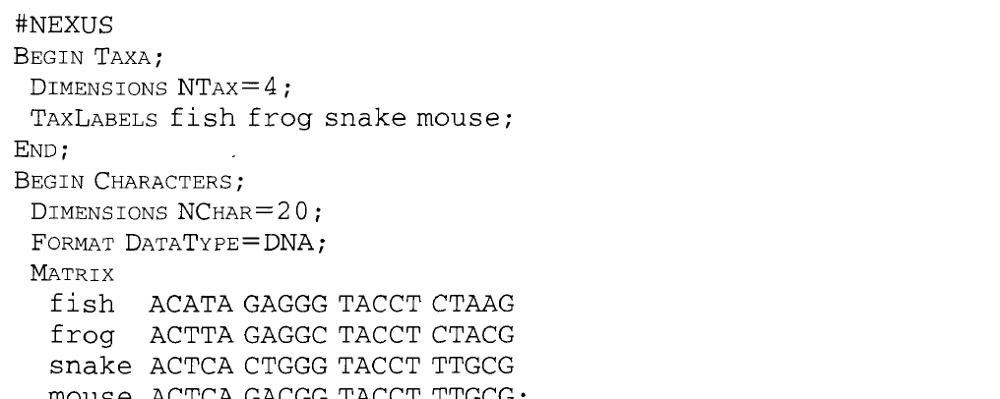 #NEXUS
BEGIN TAXA;
DIMENSIONS NTAX=4;
TAXLABELS fish frog snake mouse;
END;
BEGIN CHARACTERS;
DIMENSIONS NCHAR=20;
FORMAT DATATYPE=DNA;
MATRIX
fish ACATA GAGGG TACCT CTAAG
frog ACTTA GAGGC TACCT CTACG
snake ACTCA CTGGG TACCT TTGCG
mouse ACTCA GACGG TACCT TTGCG;